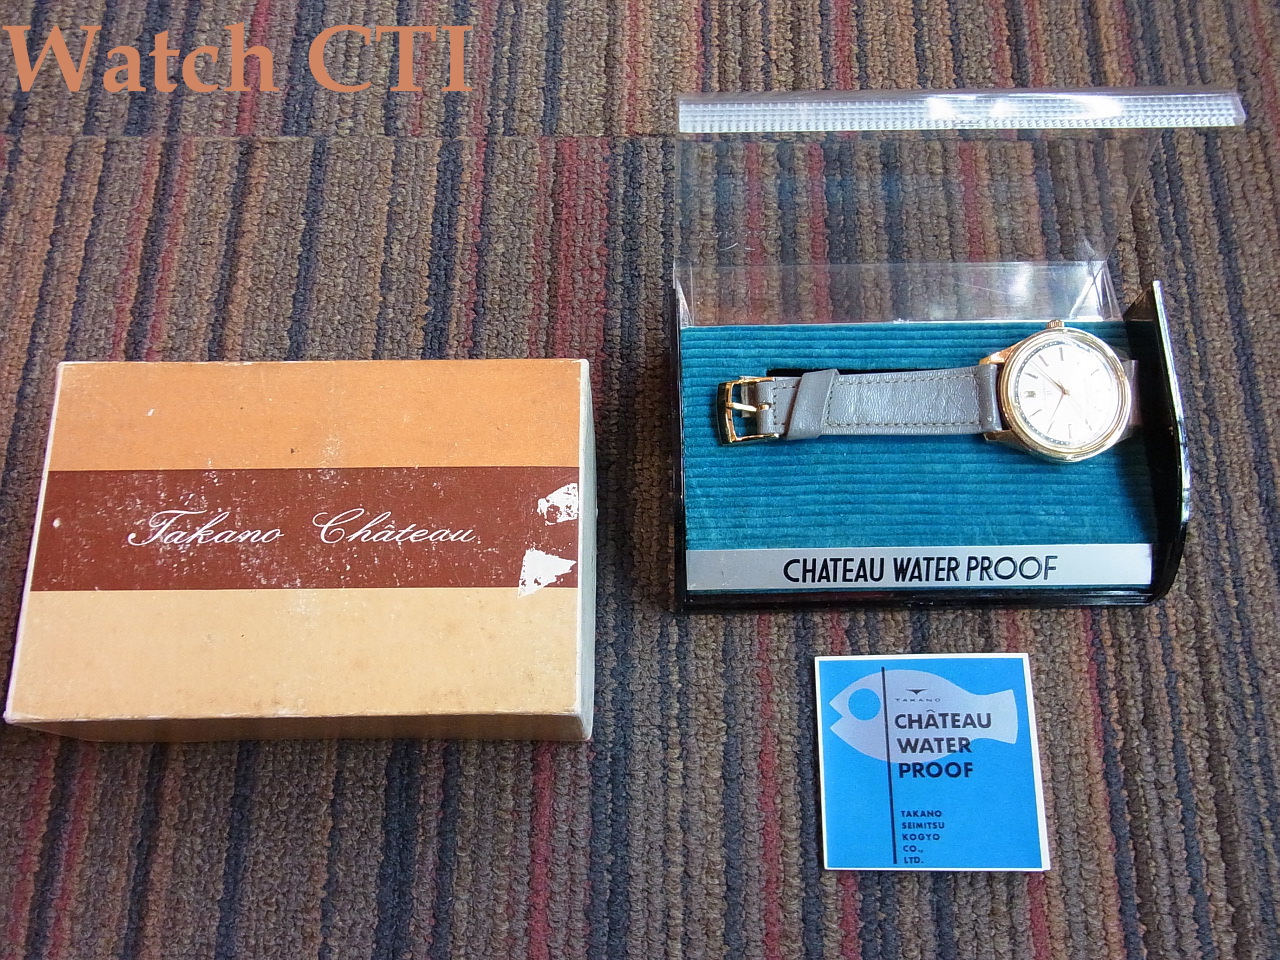 Watch CTI
Takano Château
CHATEAU WATER PROOF
TAKANO
CHÂTEAU
WATER
PROOF
TAKANO
SEIMITSU
KOGYO
CO.,
LTD.